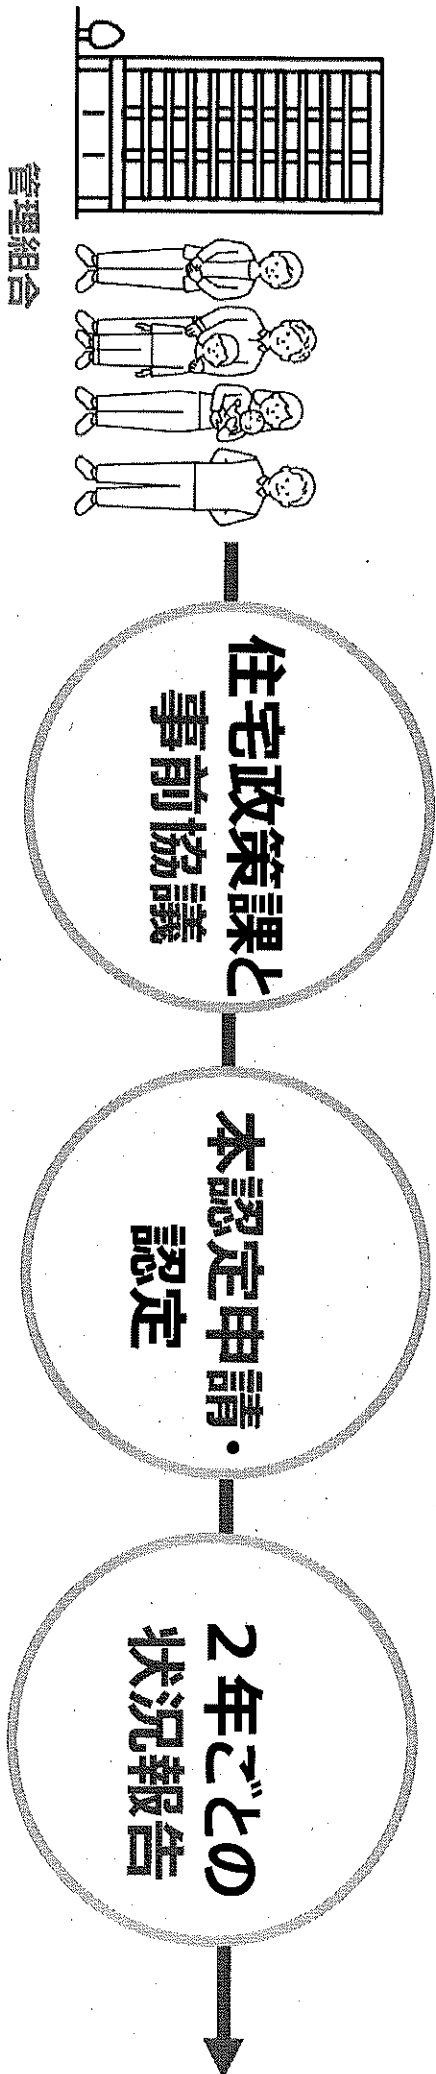 管理組合
住宅政策課と
事前協議
本認定申請・
認定
2年ごとの
状況報告